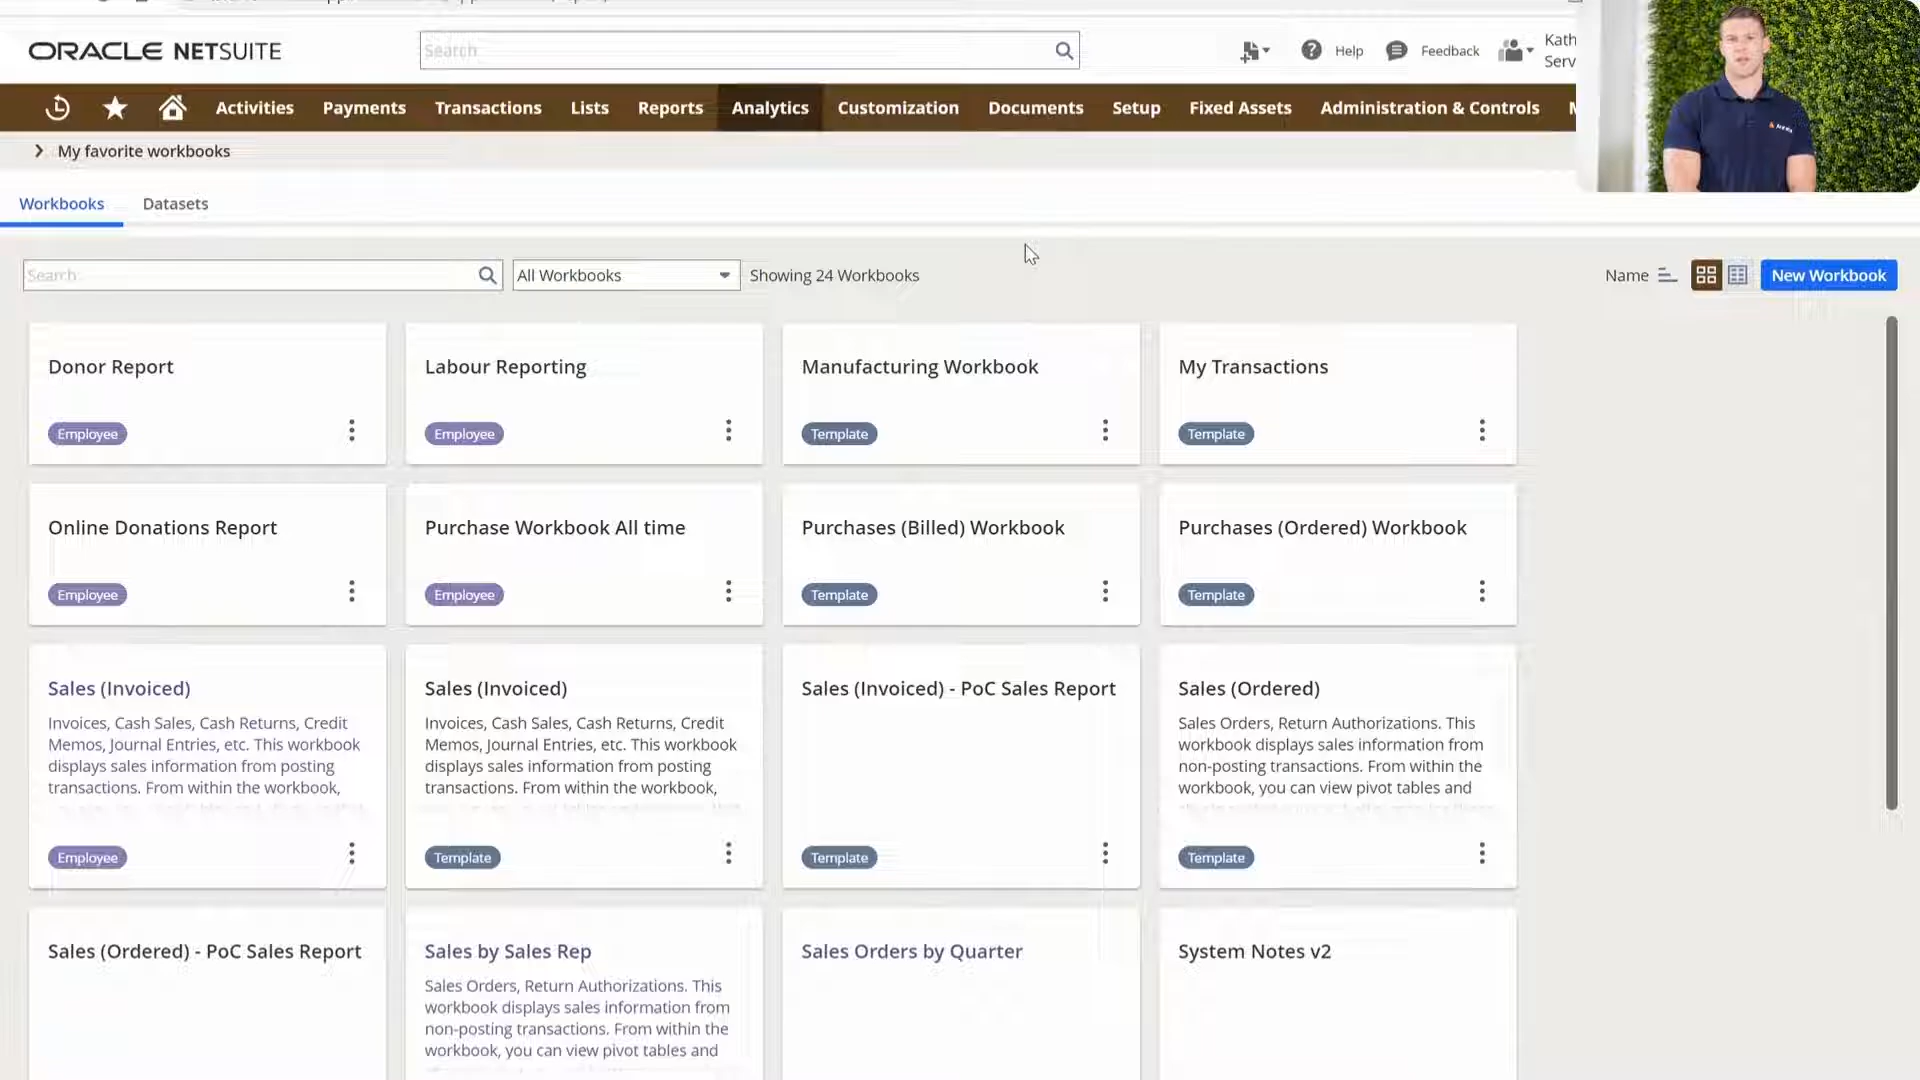 ORACLE NETSUITE
Search
Help
Feedback
Kath
Serv
Activities
Payments
Transactions
Lists
Reports
Analytics
Customization
Documents
Setup
Fixed Assets
Administration & Controls
My favorite workbooks
Workbooks
Datasets
Search
All Workbooks
Showing 24 Workbooks
Name
New Workbook
Donor Report
Employee
Labour Reporting
Employee
Manufacturing Workbook
Template
My Transactions
Template
Online Donations Report
Employee
Purchase Workbook All time
Employee
Purchases (Billed) Workbook
Template
Purchases (Ordered) Workbook
Template
Sales (Invoiced)
Invoices, Cash Sales, Cash Returns, Credit
Memos, Journal Entries, etc. This workbook
displays sales information from posting
transactions. From within the workbook,
Employee
Sales (Invoiced)
Invoices, Cash Sales, Cash Returns, Credit
Memos, Journal Entries, etc. This workbook
displays sales information from posting
transactions. From within the workbook,
Template
Sales (Invoiced) - PoC Sales Report
Template
Sales (Ordered)
Sales Orders, Return Authorizations. This
workbook displays sales information from
non-posting transactions. From within the
workbook, you can view pivot tables and
Template
Sales (Ordered) - PoC Sales Report
Sales by Sales Rep
Sales Orders, Return Authorizations. This
workbook displays sales information from
non-posting transactions. From within the
workbook, you can view pivot tables and
Sales Orders by Quarter
System Notes v2